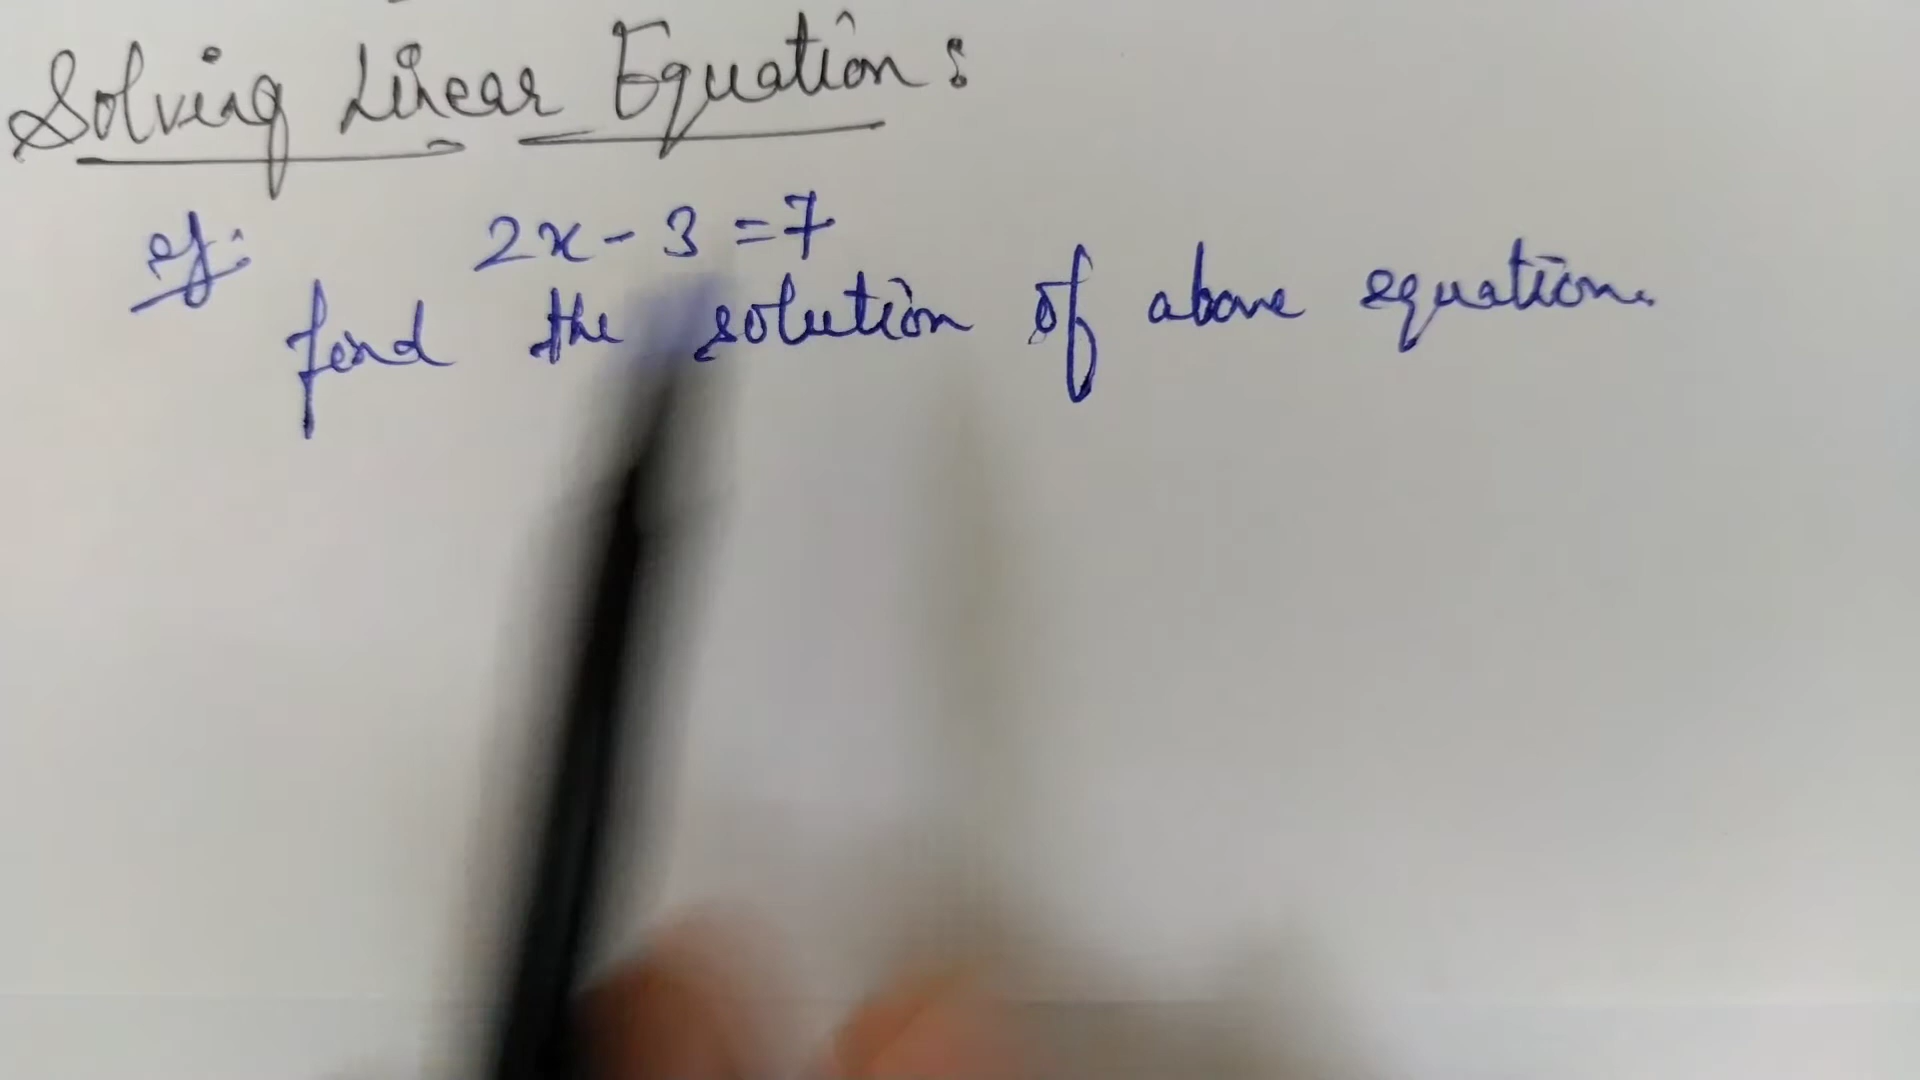 Solving Linear Equation:
eg: 2x - 3 = 7
find the solution of above equation.